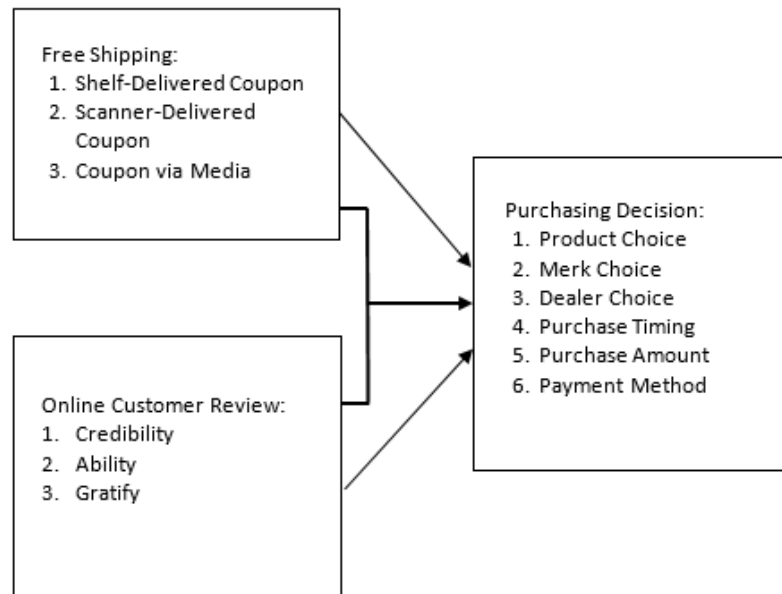 Free Shipping:
1. Shelf-Delivered Coupon
2. Scanner-Delivered
Coupon
3. Coupon via Media
Purchasing Decision:
1. Product Choice
2. Merk Choice
3. Dealer Choice
4. Purchase Timing
5. Purchase Amount
6. Payment Method
Online Customer Review:
1. Credibility
2. Ability
3. Gratify